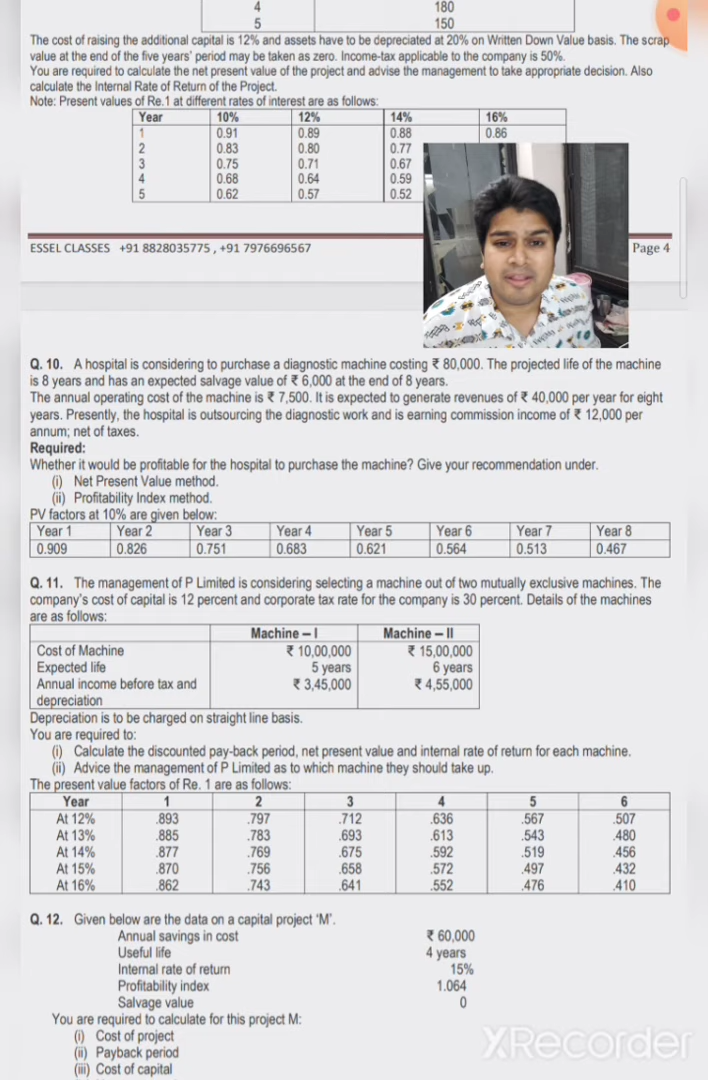 4 180
5 150
The cost of raising the additional capital is 12% and assets have to be depreciated at 20% on Written Down Value basis. The scrap
value at the end of the five years' period may be taken as zero. Income-tax applicable to the company is 50%.
You are required to calculate the net present value of the project and advise the management to take appropriate decision. Also
calculate the Internal Rate of Return of the Project.
Note: Present values of Re.1 at different rates of interest are as follows:
Year 10% 12% 14% 16%
1 0.91 0.89 0.88 0.86
2 0.83 0.80 0.77
3 0.75 0.71 0.67
4 0.68 0.64 0.59
5 0.62 0.57 0.52
ESSEL CLASSES +91 8828035775 , +91 7976696567 Page 4
Q. 10. A hospital is considering to purchase a diagnostic machine costing ₹ 80,000. The projected life of the machine
is 8 years and has an expected salvage value of ₹ 6,000 at the end of 8 years.
The annual operating cost of the machine is ₹ 7,500. It is expected to generate revenues of ₹ 40,000 per year for eight
years. Presently, the hospital is outsourcing the diagnostic work and is earning commission income of ₹ 12,000 per
annum; net of taxes.
Required:
Whether it would be profitable for the hospital to purchase the machine? Give your recommendation under.
(i) Net Present Value method.
(ii) Profitability Index method.
PV factors at 10% are given below:
Year 1 Year 2 Year 3 Year 4 Year 5 Year 6 Year 7 Year 8
0.909 0.826 0.751 0.683 0.621 0.564 0.513 0.467
Q. 11. The management of P Limited is considering selecting a machine out of two mutually exclusive machines. The
company's cost of capital is 12 percent and corporate tax rate for the company is 30 percent. Details of the machines
are as follows:
Machine – I Machine – II
Cost of Machine ₹ 10,00,000 ₹ 15,00,000
Expected life 5 years 6 years
Annual income before tax and ₹ 3,45,000 ₹ 4,55,000
depreciation
Depreciation is to be charged on straight line basis.
You are required to:
(i) Calculate the discounted pay-back period, net present value and internal rate of return for each machine.
(ii) Advice the management of P Limited as to which machine they should take up.
The present value factors of Re. 1 are as follows:
Year 1 2 3 4 5 6
At 12% .893 .797 .712 .636 .567 .507
At 13% .885 .783 .693 .613 .543 .480
At 14% .877 .769 .675 .592 .519 .456
At 15% .870 .756 .658 .572 .497 .432
At 16% .862 .743 .641 .552 .476 .410
Q. 12. Given below are the data on a capital project 'M'.
Annual savings in cost ₹ 60,000
Useful life 4 years
Internal rate of return 15%
Profitability index 1.064
Salvage value 0
You are required to calculate for this project M:
(i) Cost of project
(ii) Payback period
(iii) Cost of capital
XRecorder